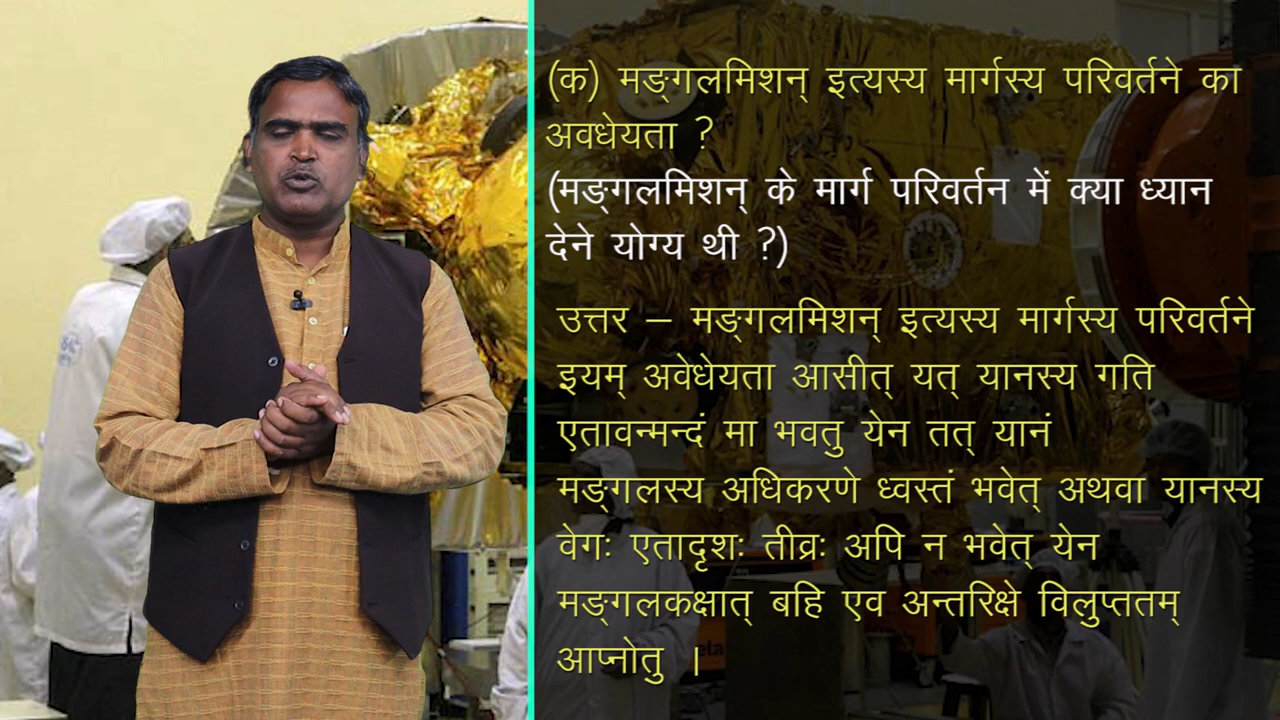 (क) मङ्गलमिशन् इत्यस्य मार्गस्य परिवर्तने का
अवधेयता ?
(मङ्गलमिशन् के मार्ग परिवर्तन में क्या ध्यान
देने योग्य थी ?)
उत्तर – मङ्गलमिशन् इत्यस्य मार्गस्य परिवर्तने
इयम् अवेधेयता आसीत् यत् यानस्य गति
एतावन्मन्दं मा भवतु येन तत् यानं
मङ्गलस्य अधिकरणे ध्वस्तं भवेत् अथवा यानस्य
वेगः एतादृशः तीव्रः अपि न भवेत् येन
मङ्गलकक्षात् बहि एव अन्तरिक्षे विलुप्ततम्
आप्नोतु ।